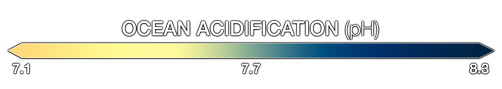 OCEAN ACIDIFICATION (pH)
7.1 7.7 8.3